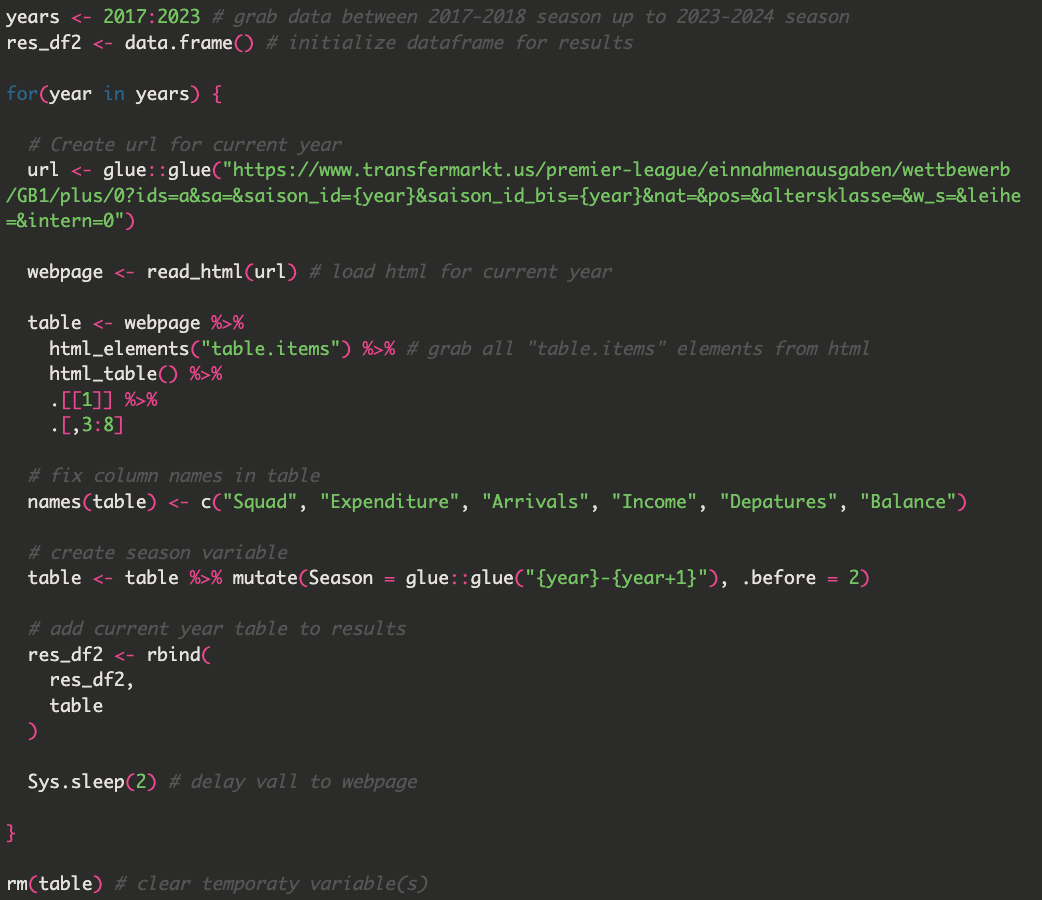 years <- 2017:2023 # grab data between 2017-2018 season up to 2023-2024 season
res_df2 <- data.frame() # initialize dataframe for results
for(year in years) {
# Create url for current year
url <- glue::glue("https://www.transfermarkt.us/premier-league/einnahmenausgaben/wettbewerb
/GB1/plus/0?ids=a&sa=&saison_id={year}&saison_id_bis={year}&nat=&pos=&altersklasse=&w_s=&leihe
=&intern=0")
webpage <- read_html(url) # load html for current year
table <- webpage %>%
html_elements("table.items") %>% # grab all "table.items" elements from html
html_table() %>%
.[[1]] %>%
.[,3:8]
# fix column names in table
names(table) <- c("Squad", "Expenditure", "Arrivals", "Income", "Depatures", "Balance")
# create season variable
table <- table %>% mutate(Season = glue::glue("{year}-{year+1}"), .before = 2)
# add current year table to results
res_df2 <- rbind(
res_df2,
table
)
Sys.sleep(2) # delay vall to webpage
}
rm(table) # clear temporaty variable(s)